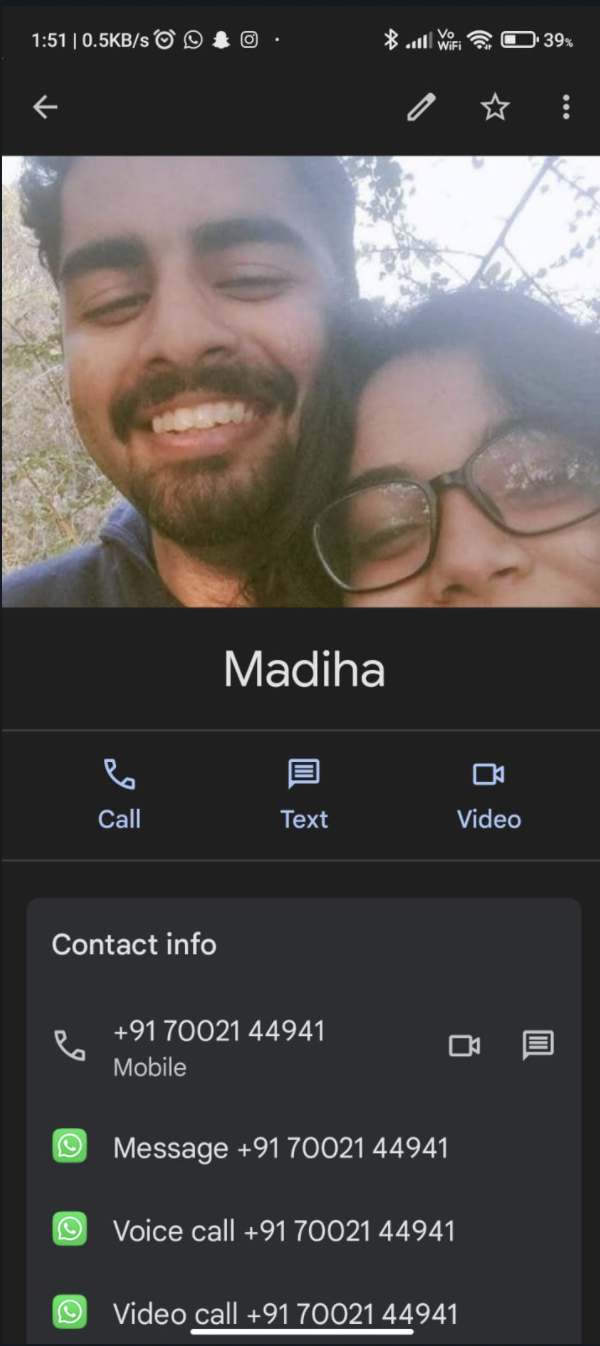 1:51 | 0.5KB/s · Vo WiFi 39%
Madiha
Call Text Video
Contact info
+91 70021 44941
Mobile
Message +91 70021 44941
Voice call +91 70021 44941
Video call +91 70021 44941